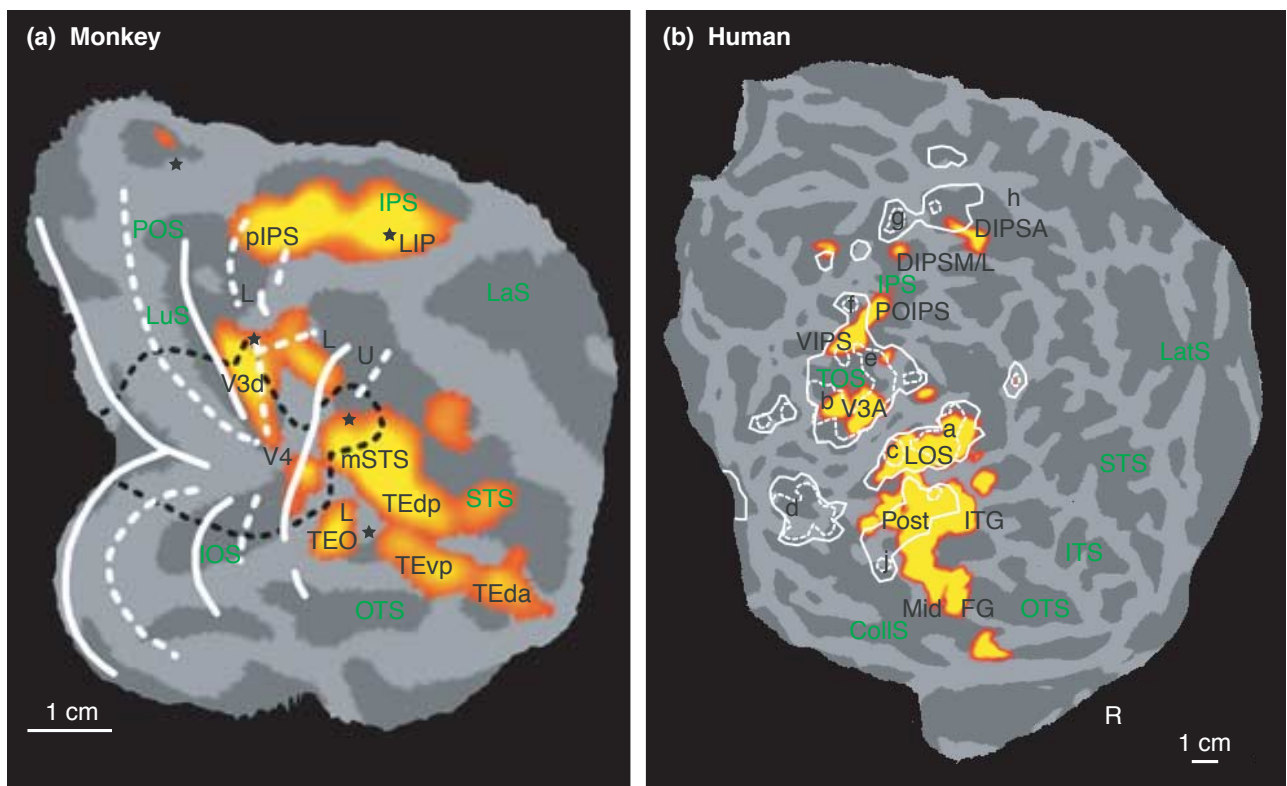 (a) Monkey
IPS
POS
pIPS
LIP
L
LaS
LuS
L
U
V3d
V4
mSTS
TEdp
STS
L
TEO
IOS
TEvp
TEda
OTS
1 cm
(b) Human
h
g
DIPSA
DIPSM/L
IPS
f
POIPS
VIPS
e
TOS
LatS
b
V3A
a
c
LOS
STS
d
Post
ITG
ITS
j
Mid
FG
OTS
CollS
R
1 cm